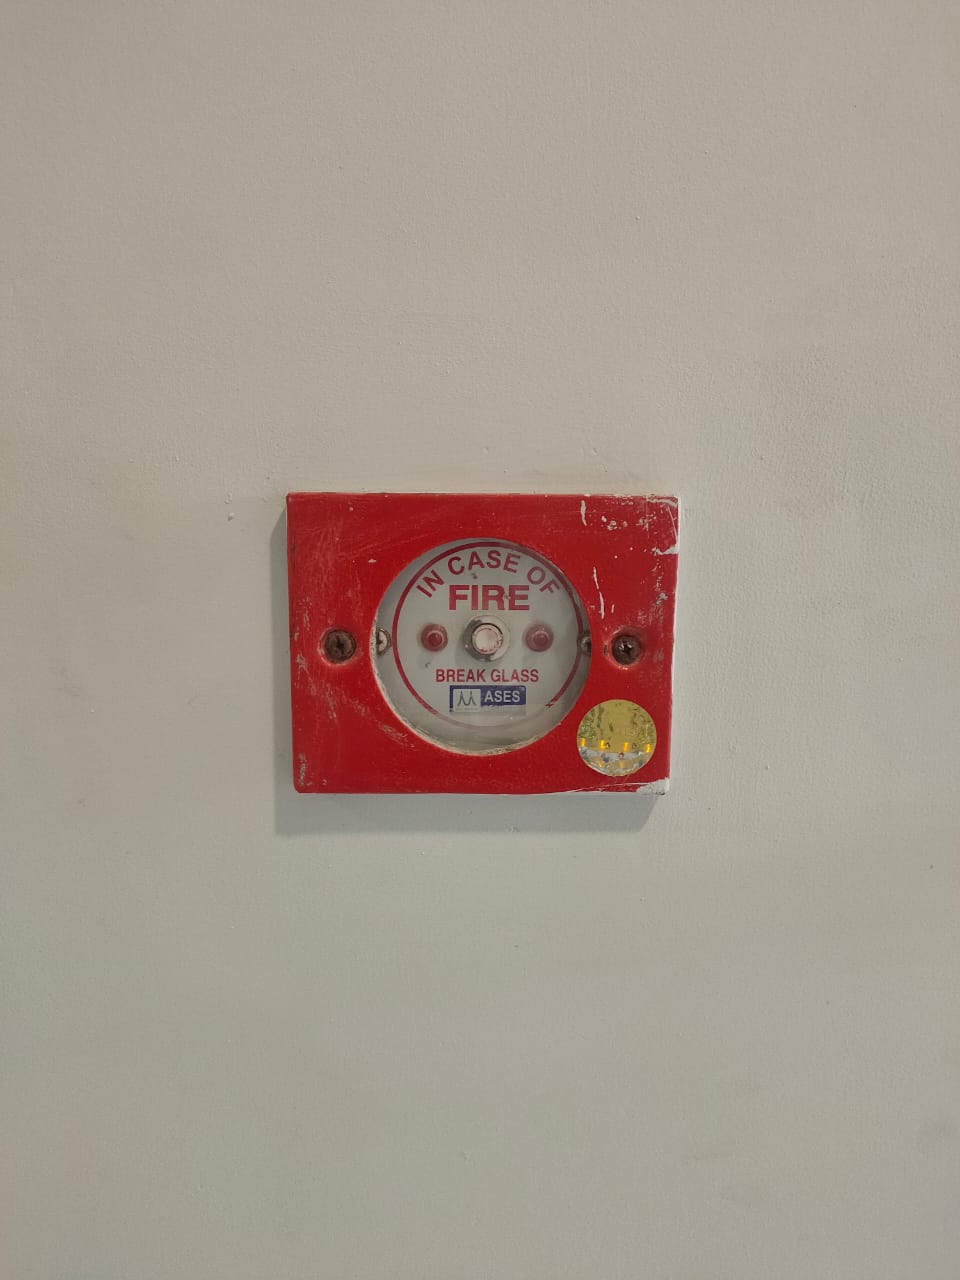 IN CASE OF
FIRE
BREAK GLASS
ASES